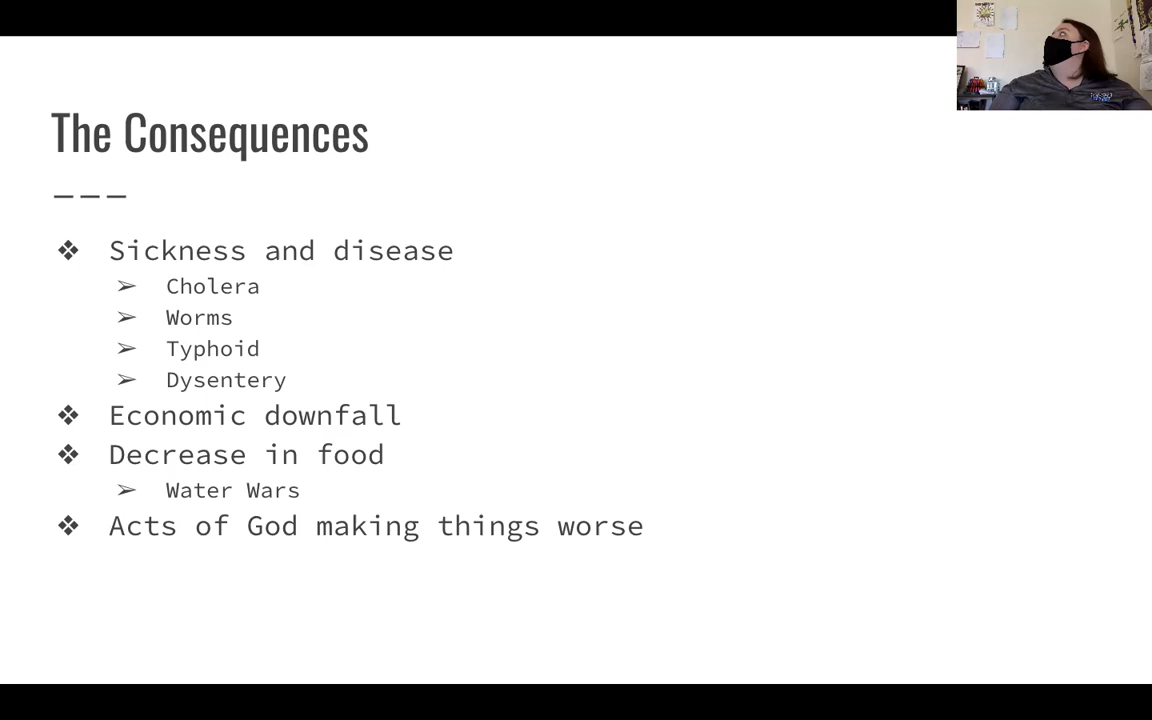 The Consequences
❖ Sickness and disease
➢ Cholera
➢ Worms
➢ Typhoid
➢ Dysentery
❖ Economic downfall
❖ Decrease in food
➢ Water Wars
❖ Acts of God making things worse